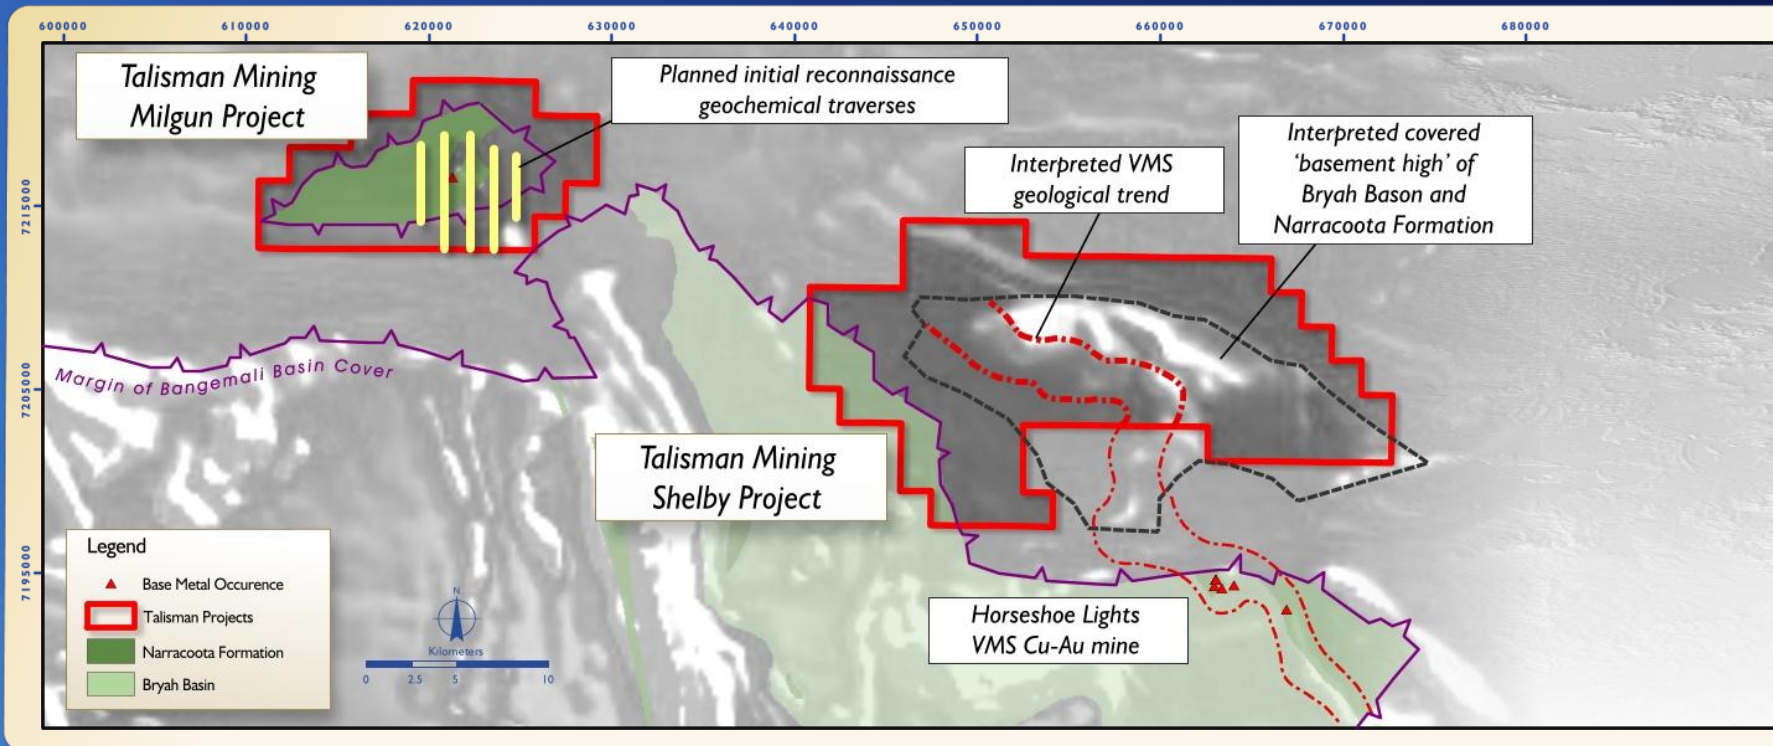 600000
610000
620000
630000
640000
650000
660000
670000
680000
Talisman Mining
Milgun Project
Planned initial reconnaissance
geochemical traverses
Interpreted VMS
geological trend
Interpreted covered
‘basement high’ of
Bryah Bason and
Narracoota Formation
7215000
7205000
7195000
Margin of Bangemali Basin Cover
Talisman Mining
Shelby Project
Horseshoe Lights
VMS Cu-Au mine
Legend
Base Metal Occurence
Talisman Projects
Narracoota Formation
Bryah Basin
N
Kilometers
0 2.5 5 10